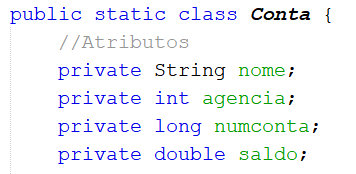 public static class Conta {
//Atributos
private String nome;
private int agencia;
private long numconta;
private double saldo;